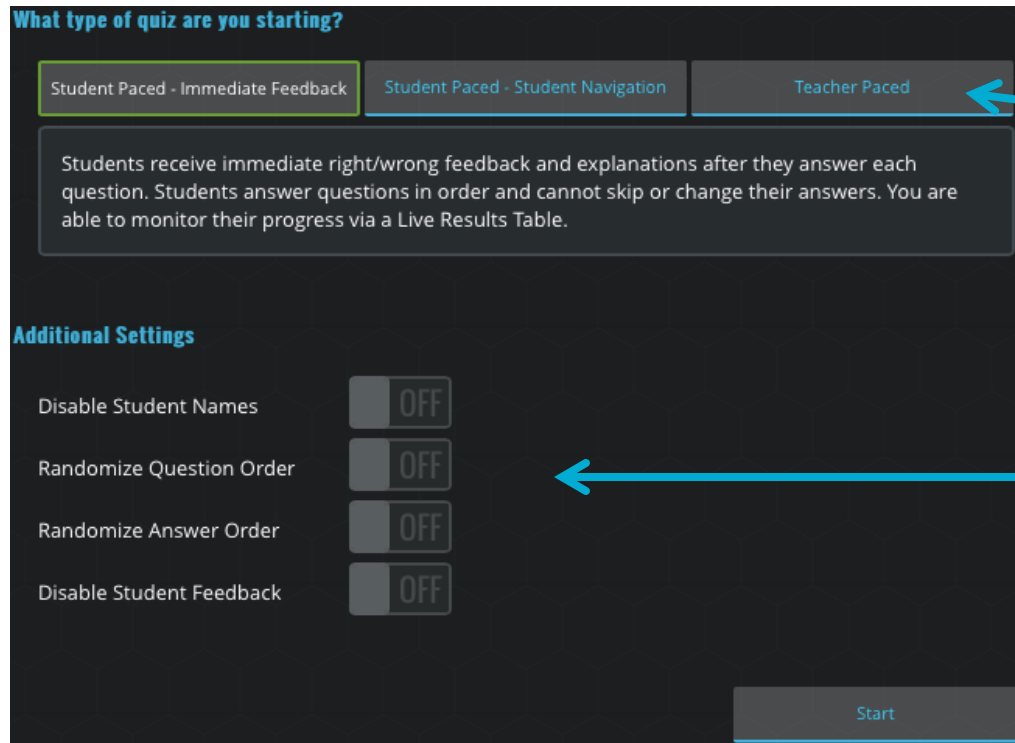 What type of quiz are you starting?
Student Paced - Immediate Feedback
Student Paced - Student Navigation
Teacher Paced
Students receive immediate right/wrong feedback and explanations after they answer each
question. Students answer questions in order and cannot skip or change their answers. You are
able to monitor their progress via a Live Results Table.
Additional Settings
Disable Student Names OFF
Randomize Question Order OFF
Randomize Answer Order OFF
Disable Student Feedback OFF
Start